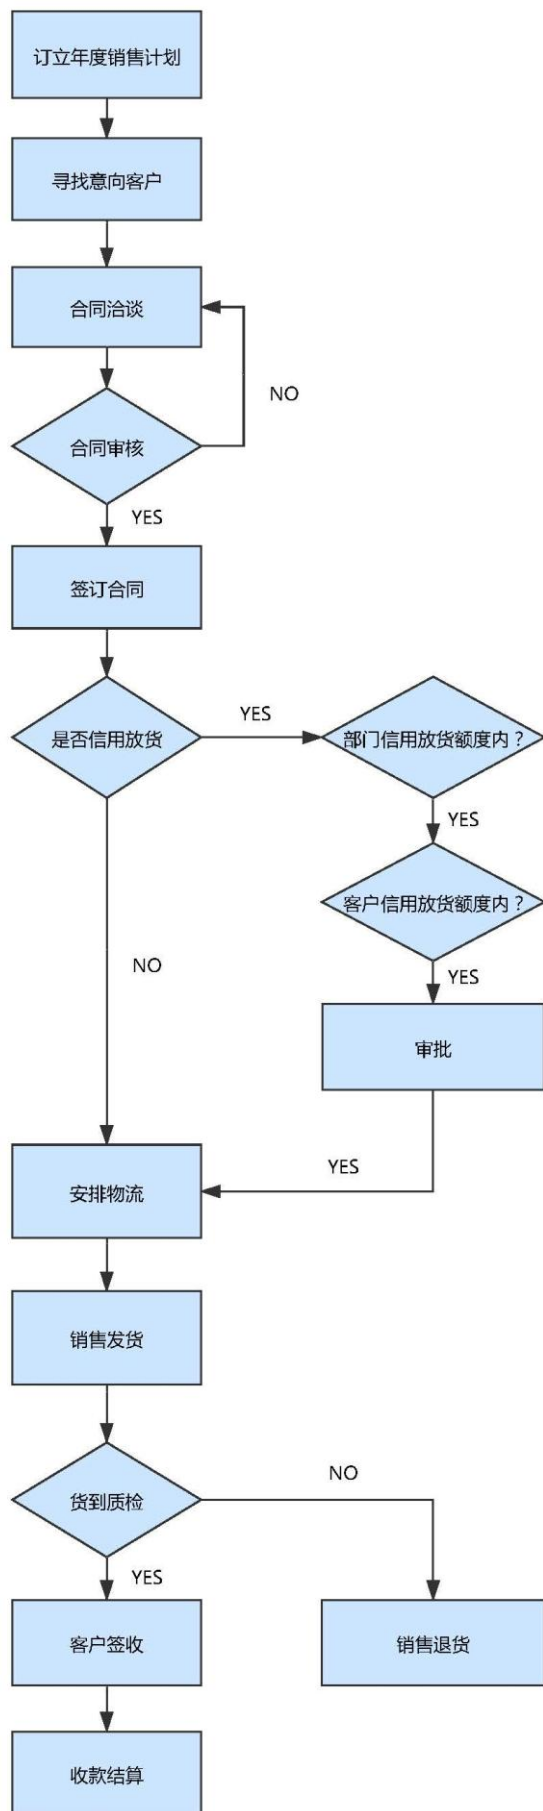 订立年度销售计划
寻找意向客户
合同洽谈
NO
合同审核
YES
签订合同
是否信用放货
YES
部门信用放货额度内？
YES
客户信用放货额度内？
NO
YES
审批
YES
安排物流
销售发货
货到质检
NO
YES
客户签收
销售退货
收款结算